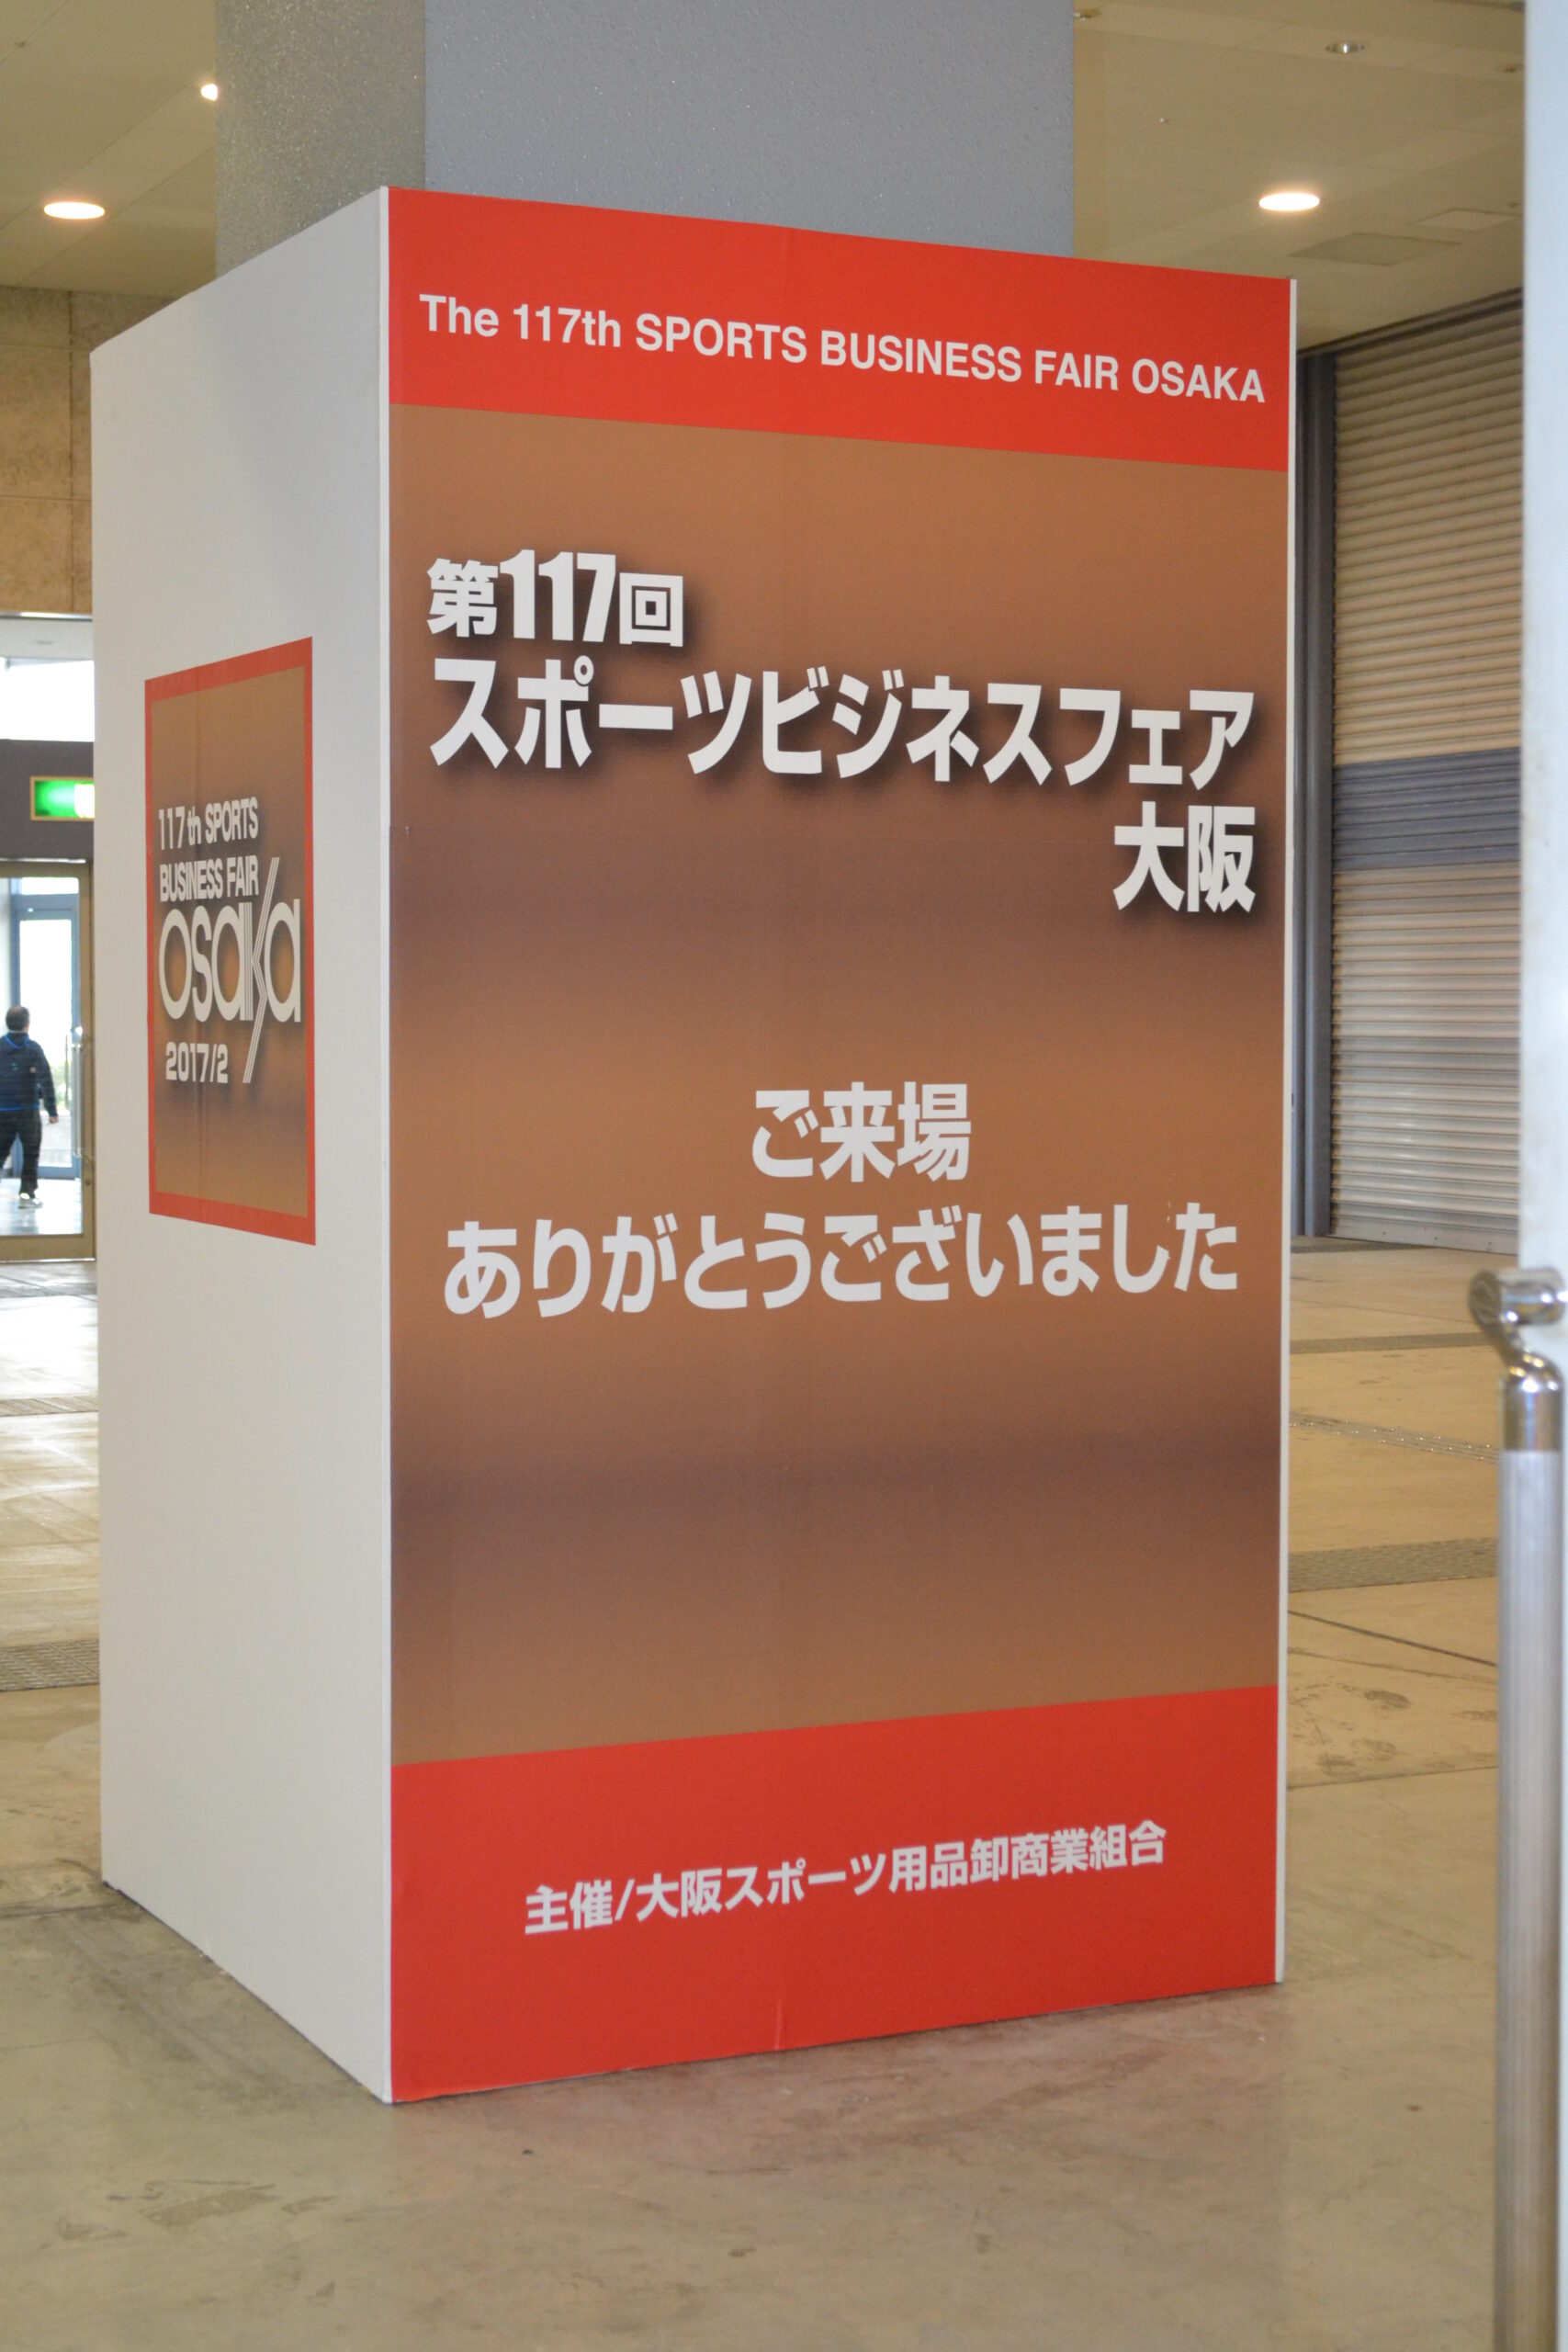 The 117th SPORTS BUSINESS FAIR OSAKA
第117回
スポーツビジネスフェア
大阪
ご来場
ありがとうございました
主催/大阪スポーツ用品卸商業組合
117th SPORTS
BUSINESS FAIR
osaka
2017/2